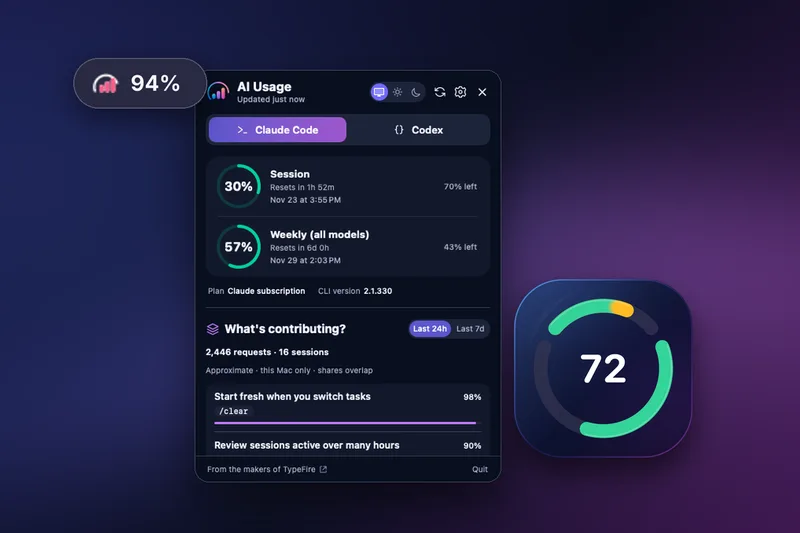 94%
AI Usage
Updated just now
>_ Claude Code
{} Codex
30%
Session
Resets in 1h 52m
Nov 23 at 3:55 PM
70% left
57%
Weekly (all models)
Resets in 6d 0h
Nov 29 at 2:03 PM
43% left
Plan Claude subscription CLI version 2.1.330
What's contributing?
Last 24h Last 7d
2,446 requests · 16 sessions
Approximate · this Mac only · shares overlap
Start fresh when you switch tasks 98%
/clear
Review sessions active over many hours 90%
From the makers of TypeFire
Quit
72